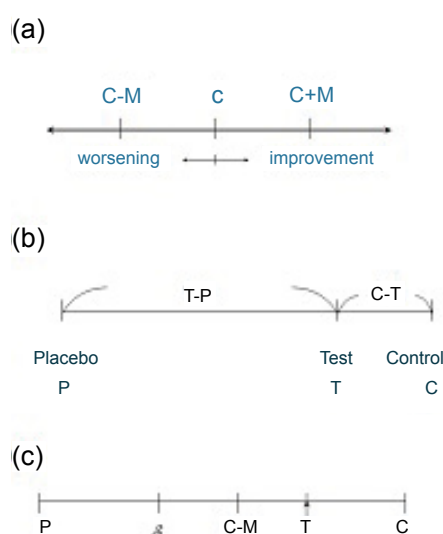 (a)
C-M c C+M
worsening improvement
(b)
T-P C-T
Placebo Test Control
P T C
(c)
P C-M T C